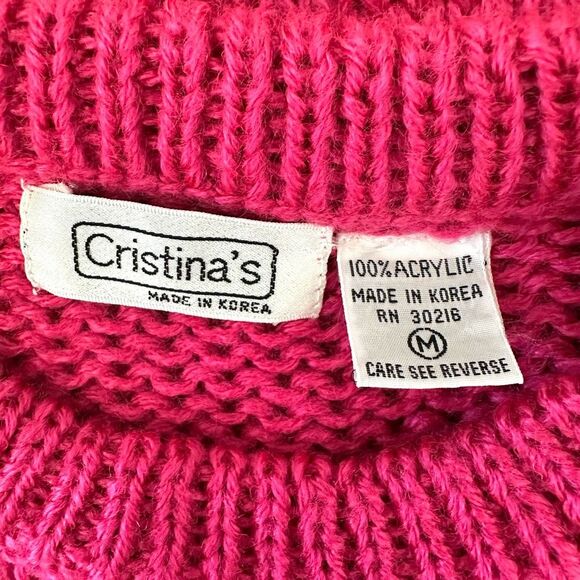 Cristina's
MADE IN KOREA
100% ACRYLIC
MADE IN KOREA
RN 30216
M
CARE SEE REVERSE